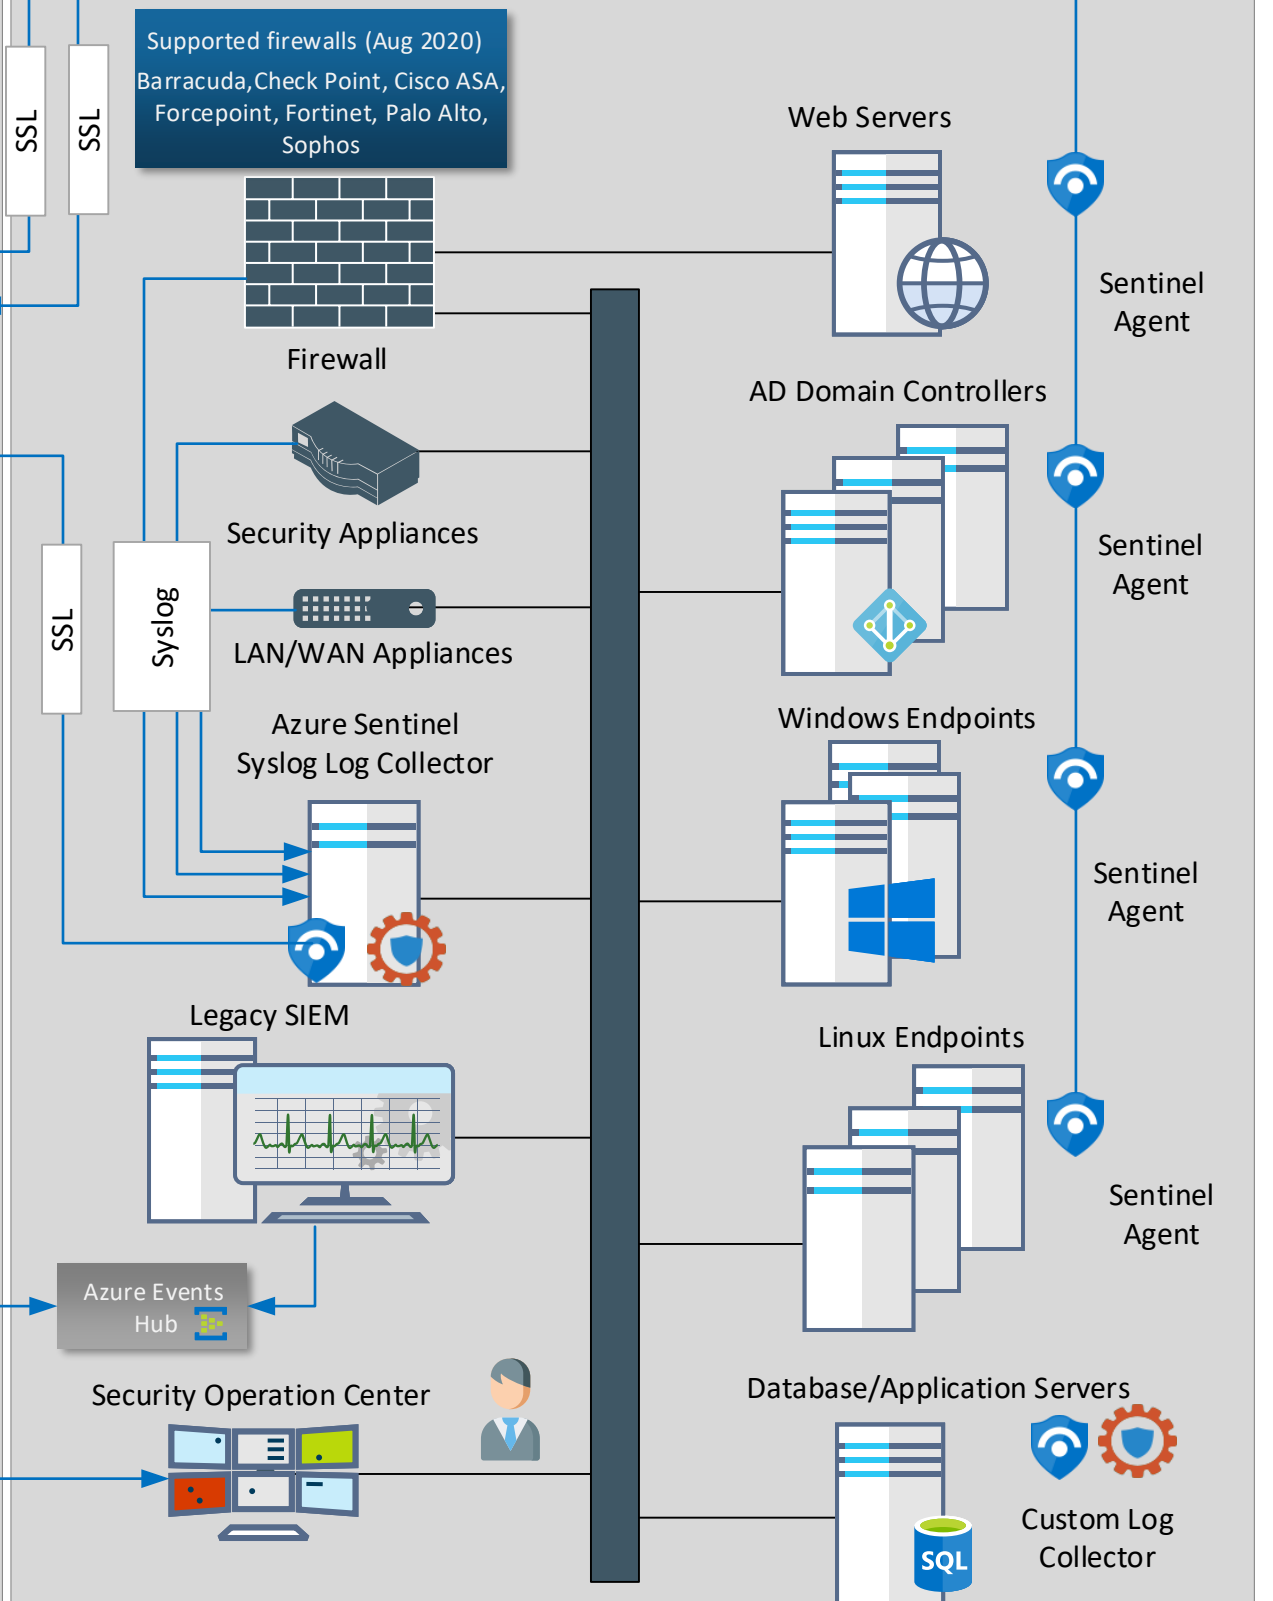 Supported firewalls (Aug 2020)
Barracuda,Check Point, Cisco ASA,
Forcepoint, Fortinet, Palo Alto,
Sophos
SSL
SSL
Web Servers
Firewall
Sentinel
Agent
AD Domain Controllers
Security Appliances
Sentinel
Agent
SSL
Syslog
LAN/WAN Appliances
Azure Sentinel
Syslog Log Collector
Windows Endpoints
Sentinel
Agent
Legacy SIEM
Linux Endpoints
Sentinel
Agent
Azure Events
Hub
Security Operation Center
Database/Application Servers
Custom Log
Collector
SQL